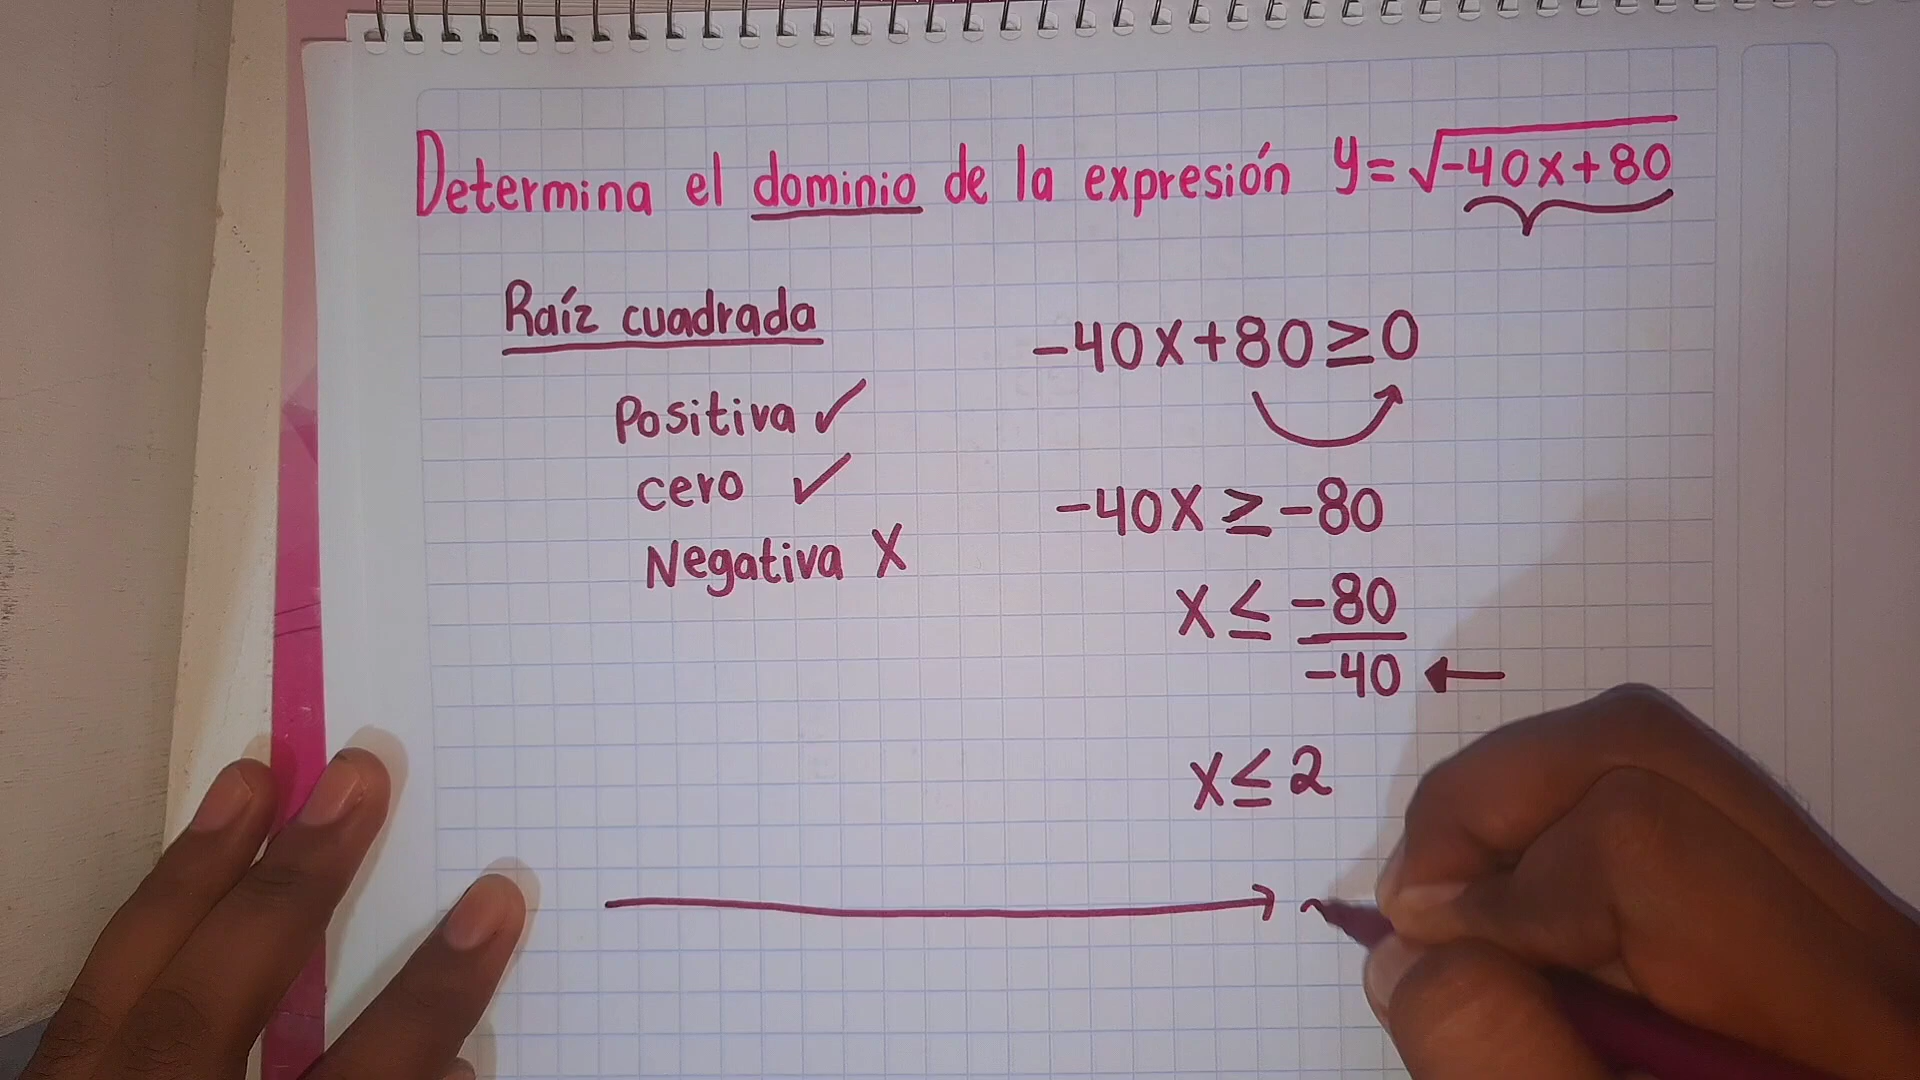 Determina el dominio de la expresión y=√-40x+80
Raíz cuadrada
Positiva ✓
cero ✓
Negativa X
-40x+80≥0
-40x ≥ -80
x ≤ -80
-40 ←
x ≤ 2